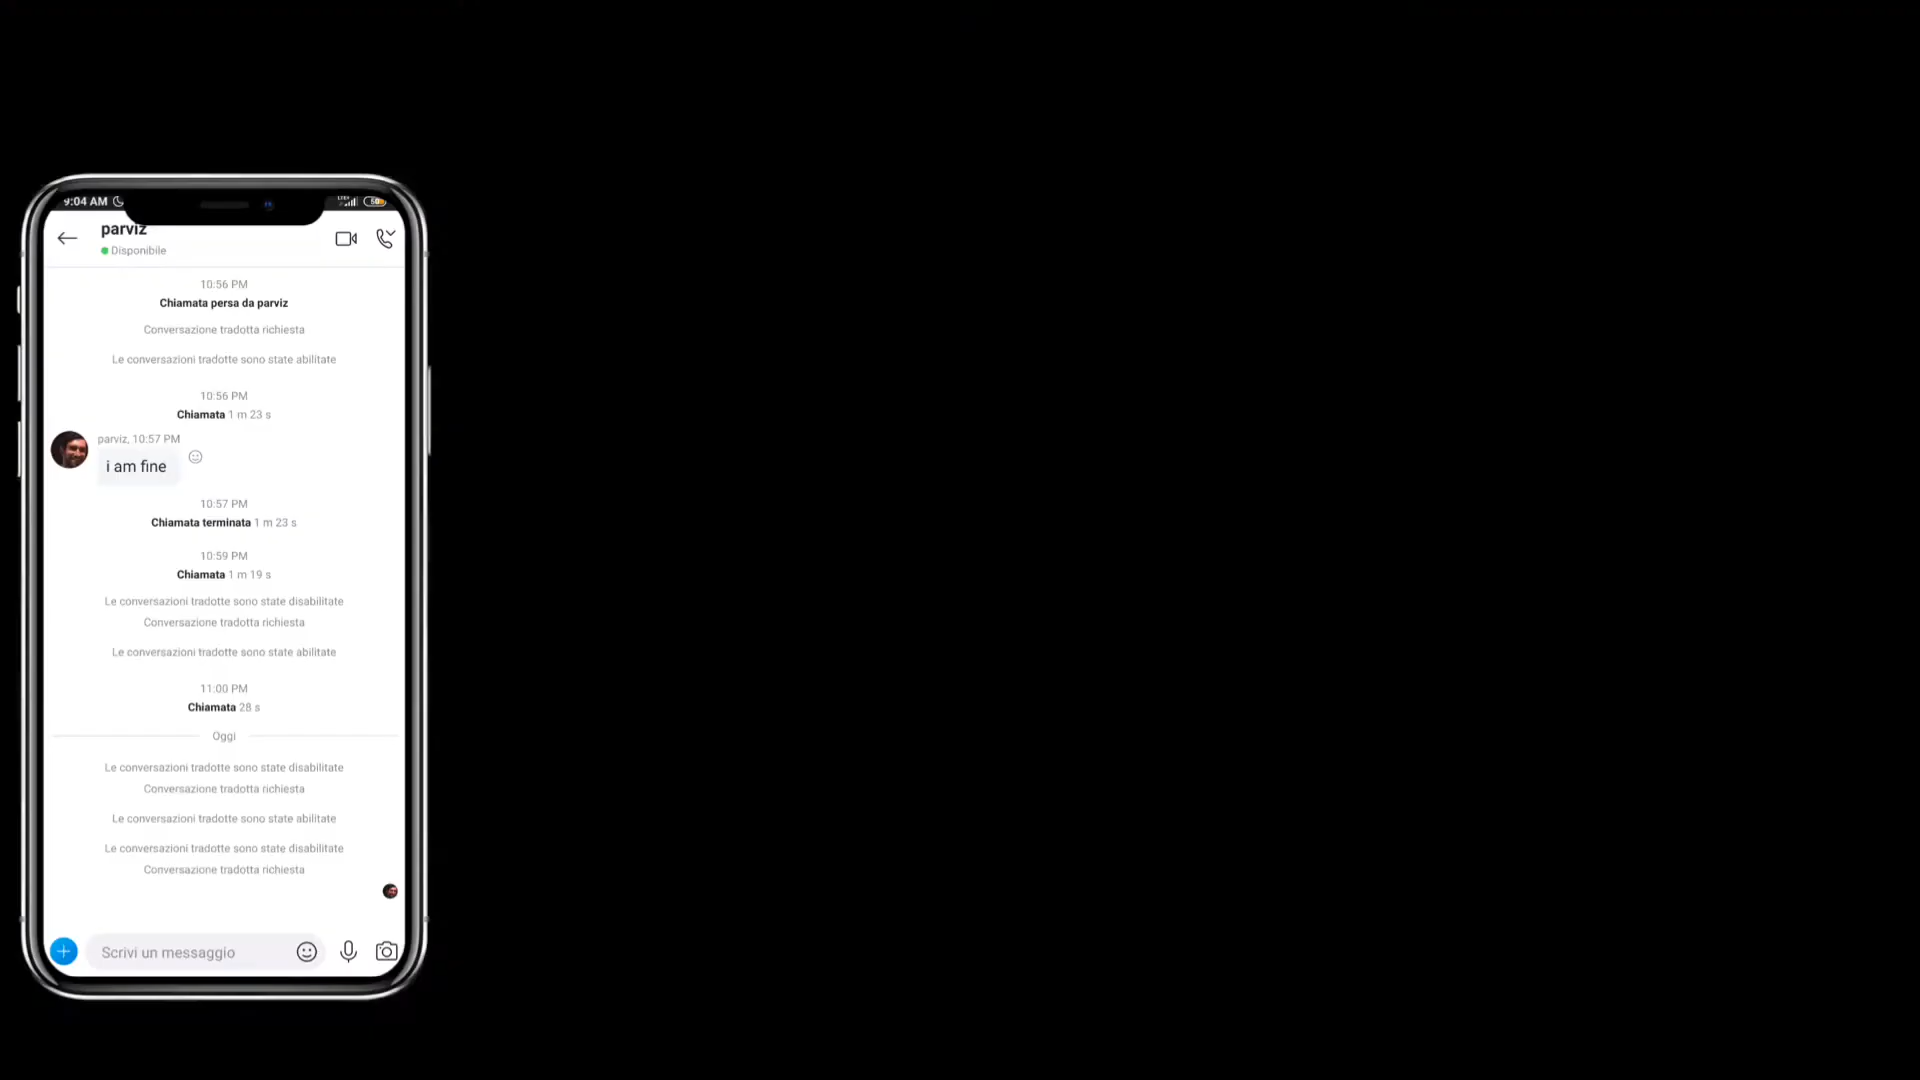 9:04 AM
50
parviz
Disponibile
10:56 PM
Chiamata persa da parviz
Conversazione tradotta richiesta
Le conversazioni tradotte sono state abilitate
10:56 PM
Chiamata 1 m 23 s
parviz, 10:57 PM
i am fine
10:57 PM
Chiamata terminata 1 m 23 s
10:59 PM
Chiamata 1 m 19 s
Le conversazioni tradotte sono state disabilitate
Conversazione tradotta richiesta
Le conversazioni tradotte sono state abilitate
11:00 PM
Chiamata 28 s
Oggi
Le conversazioni tradotte sono state disabilitate
Conversazione tradotta richiesta
Le conversazioni tradotte sono state abilitate
Le conversazioni tradotte sono state disabilitate
Conversazione tradotta richiesta
Scrivi un messaggio